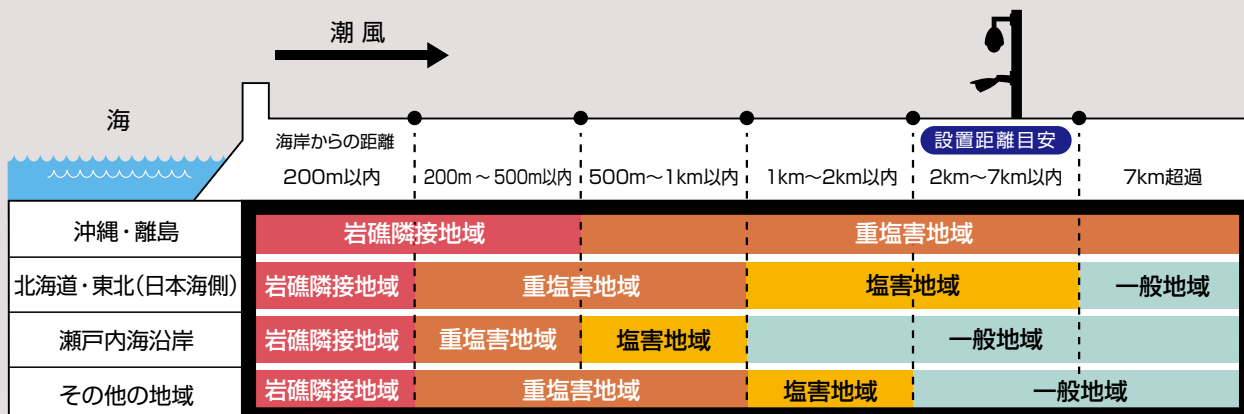 潮風
海
海岸からの距離
設置距離目安
200m以内
200m～500m以内
500m～1km以内
1km～2km以内
2km～7km以内
7km超過
沖縄・離島
岩礁隣接地域
重塩害地域
北海道・東北(日本海側)
岩礁隣接地域
重塩害地域
塩害地域
一般地域
瀬戸内海沿岸
岩礁隣接地域
重塩害地域
塩害地域
一般地域
その他の地域
岩礁隣接地域
重塩害地域
塩害地域
一般地域